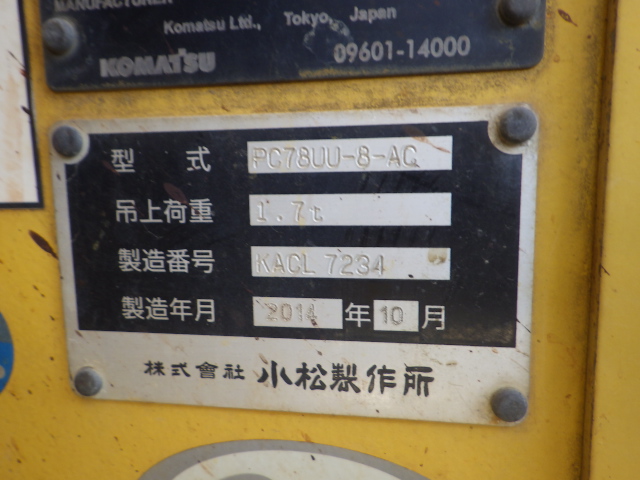 MANUFACTURER
Komatsu Ltd., Tokyo, Japan
KOMATSU 09601-14000
型 式 PC78UU-8-AC
吊上荷重 1.7t
製造番号 KACL 7234
製造年月 2014 年 10 月
株式會社 小松製作所